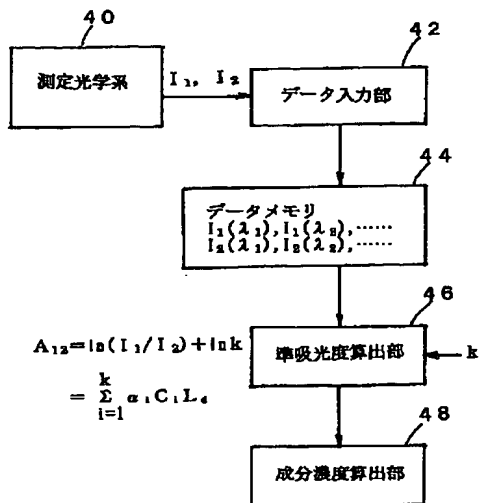 40
測定光学系
I₁, I₂
42
データ入力部
44
データメモリ
I₁(λ₁),I₁(λ₂),……
I₂(λ₁),I₂(λ₂),……
46
A₁₂=ln(I₁/I₂)+lnk
準吸光度算出部
k
= Σ αᵢCᵢL_d
k
i=1
48
成分濃度算出部